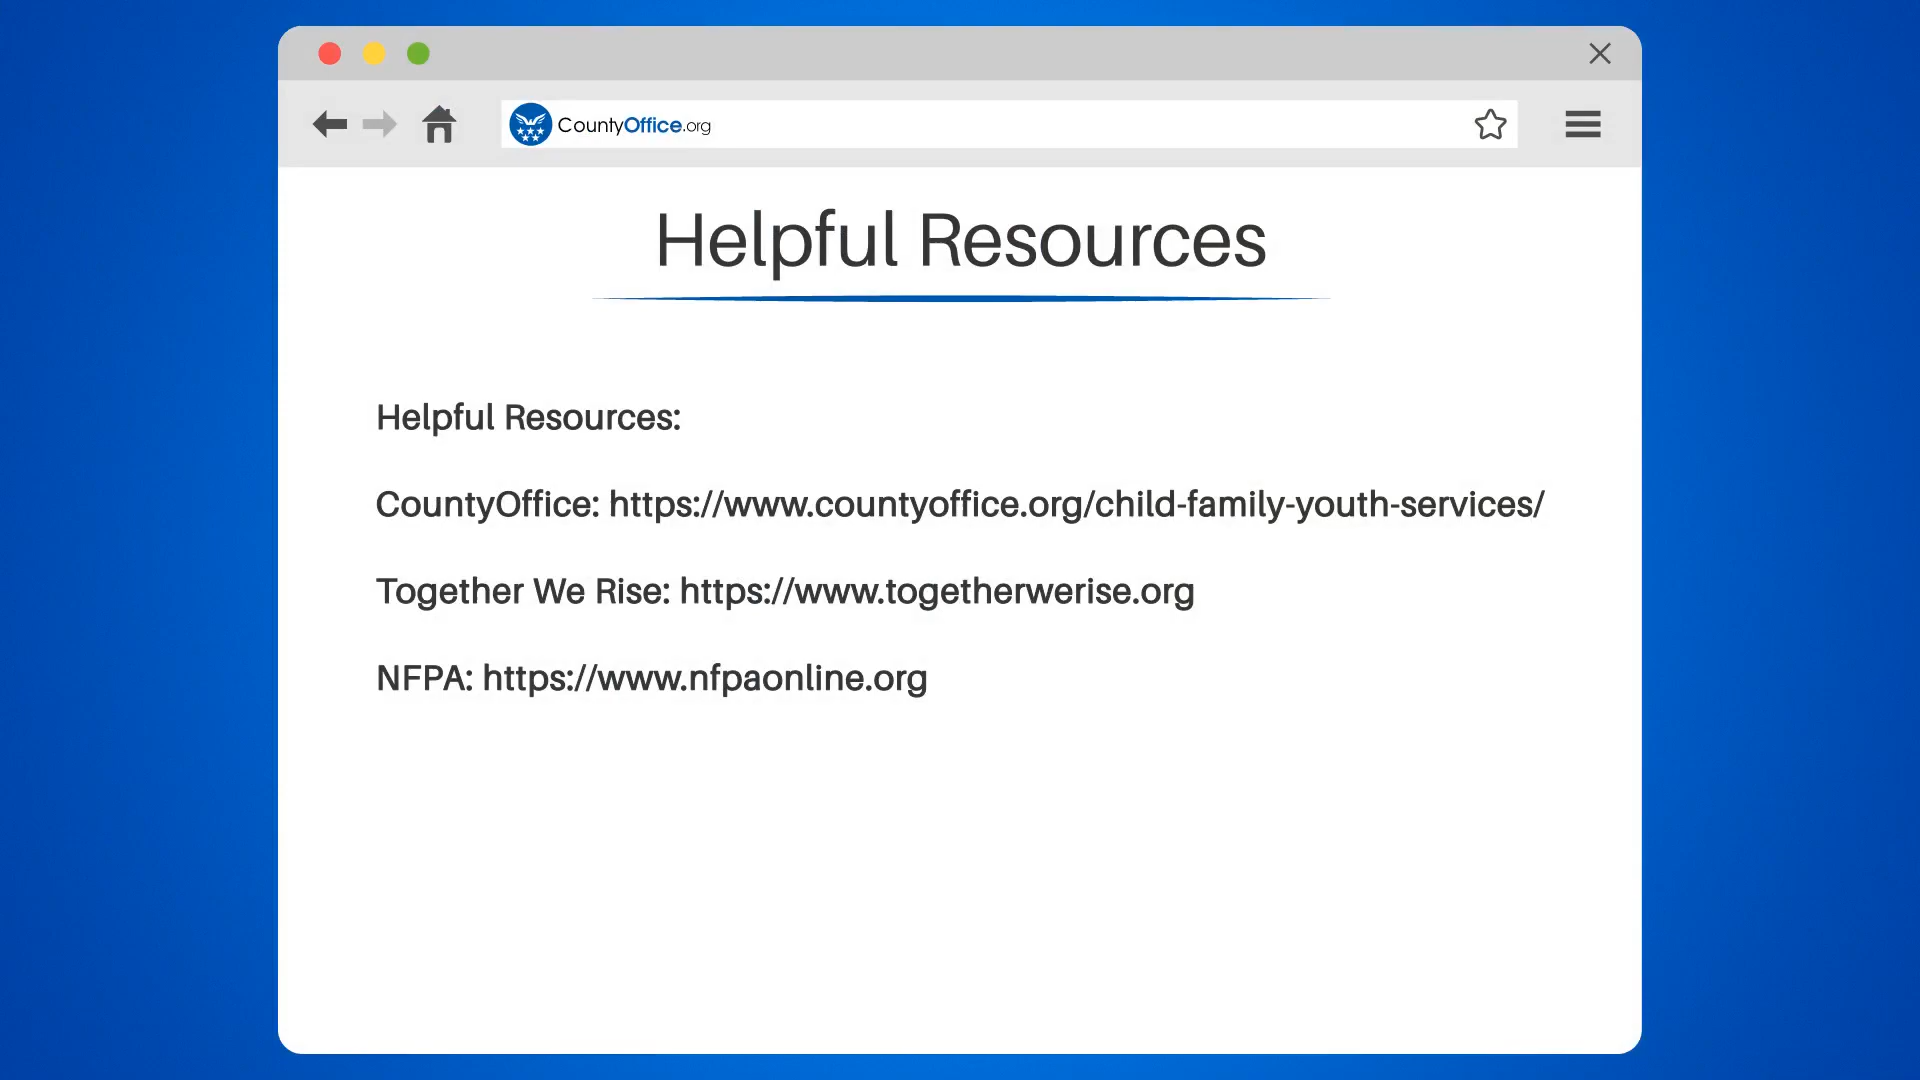 CountyOffice.org
Helpful Resources
Helpful Resources:
CountyOffice: https://www.countyoffice.org/child-family-youth-services/
Together We Rise: https://www.togetherwerise.org
NFPA: https://www.nfpaonline.org